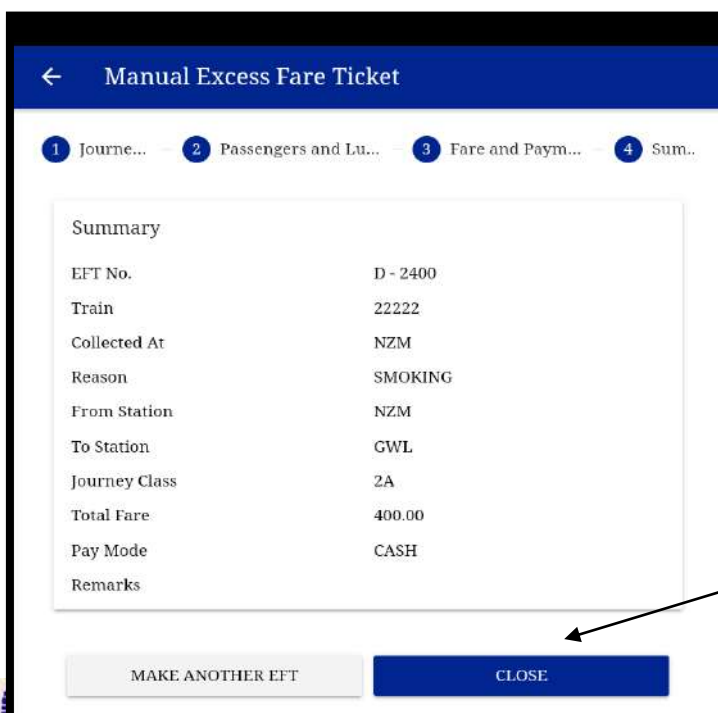 Manual Excess Fare Ticket
1 Journe... 2 Passengers and Lu... 3 Fare and Paym... 4 Sum..
Summary
EFT No. D - 2400
Train 22222
Collected At NZM
Reason SMOKING
From Station NZM
To Station GWL
Journey Class 2A
Total Fare 400.00
Pay Mode CASH
Remarks
MAKE ANOTHER EFT CLOSE